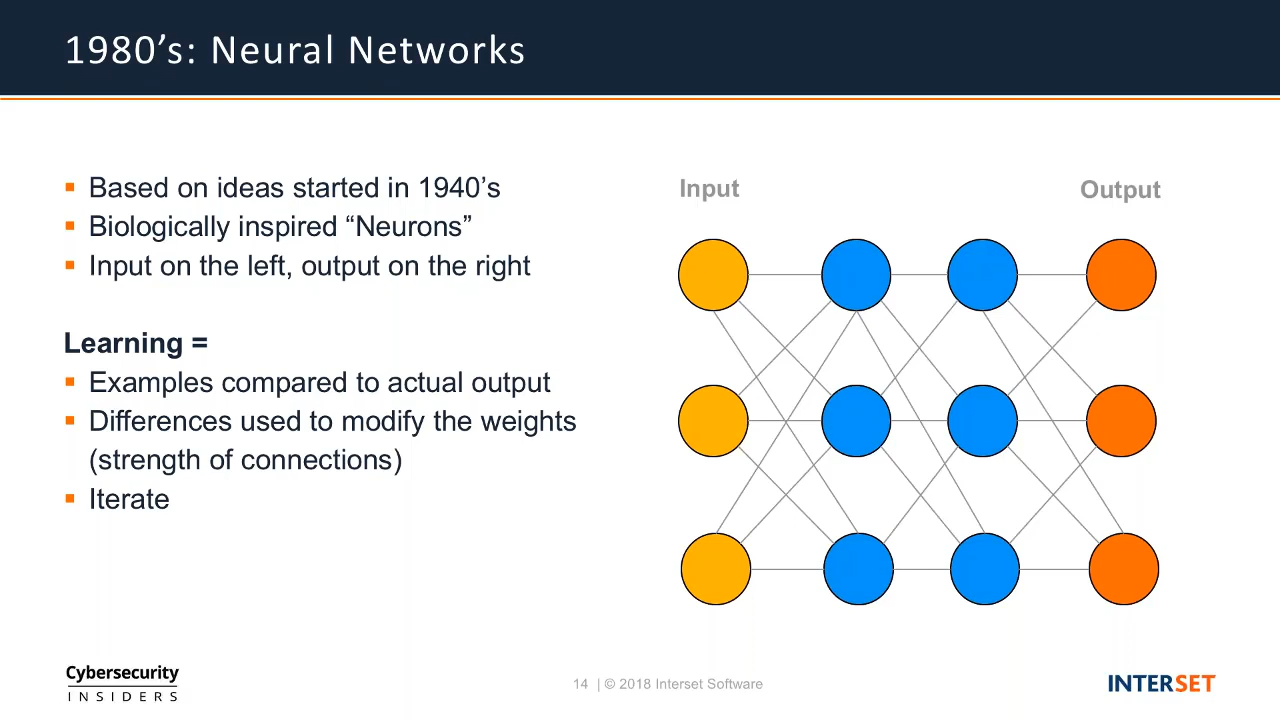 1980’s: Neural Networks
Based on ideas started in 1940’s
Biologically inspired “Neurons”
Input on the left, output on the right
Learning =
Examples compared to actual output
Differences used to modify the weights
(strength of connections)
Iterate
Input
Output
Cybersecurity
INSIDERS
14 | © 2018 Interset Software
INTERSET